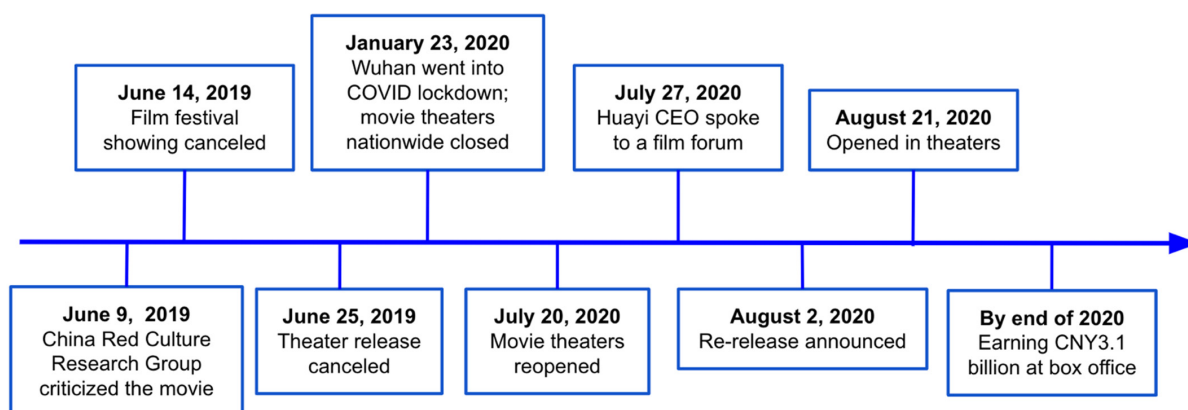 June 9, 2019
China Red Culture
Research Group
criticized the movie
June 14, 2019
Film festival
showing canceled
June 25, 2019
Theater release
canceled
January 23, 2020
Wuhan went into
COVID lockdown;
movie theaters
nationwide closed
July 20, 2020
Movie theaters
reopened
July 27, 2020
Huayi CEO spoke
to a film forum
August 2, 2020
Re-release announced
August 21, 2020
Opened in theaters
By end of 2020
Earning CNY3.1
billion at box office